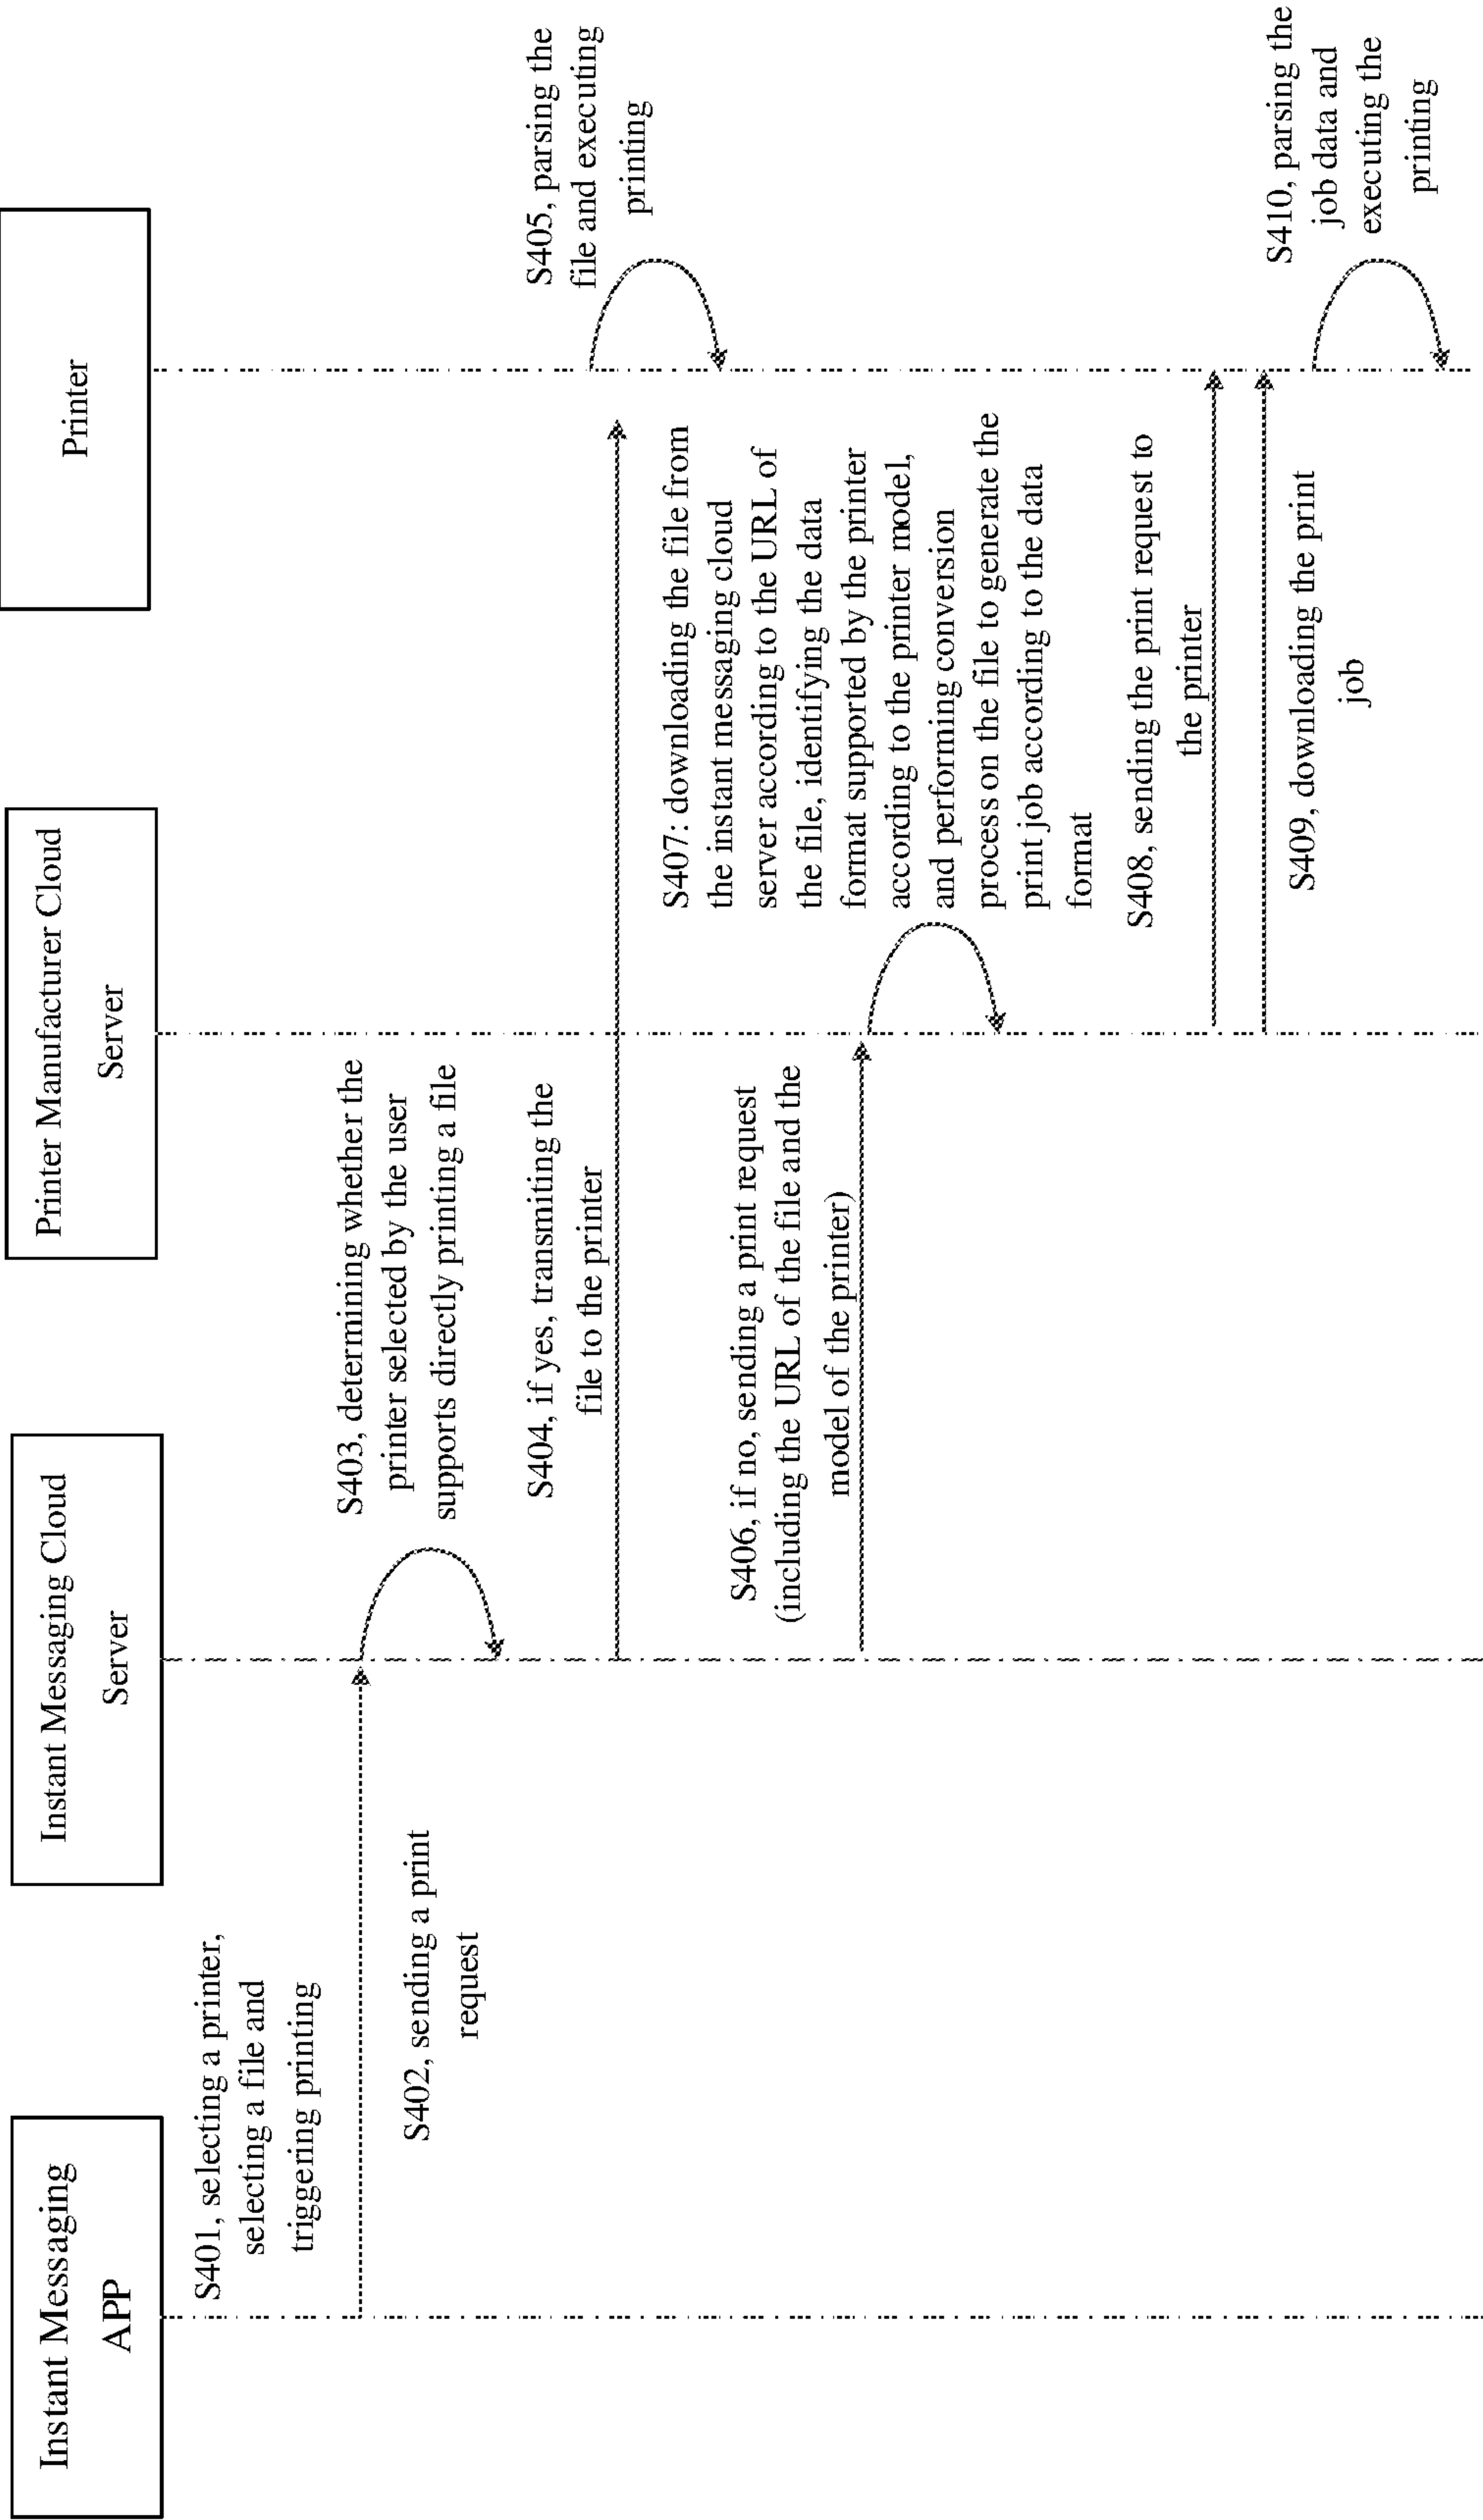 Instant Messaging
APP
Instant Messaging Cloud
Server
Printer Manufacturer Cloud
Server
Printer
S401, selecting a printer,
selecting a file and
triggering printing
S402, sending a print
request
S403, determining whether the
printer selected by the user
supports directly printing a file
S404, if yes, transmiting the
file to the printer
S405, parsing the
file and executing
printing
S406, if no, sending a print request
(including the URL of the file and the
model of the printer)
S407: downloading the file from
the instant messaging cloud
server according to the URL of
the file, identifying the data
format supported by the printer
according to the printer model,
and performing conversion
process on the file to generate the
print job according to the data
format
S408, sending the print request to
the printer
S409, downloading the print
job
S410, parsing the
job data and
executing the
printing